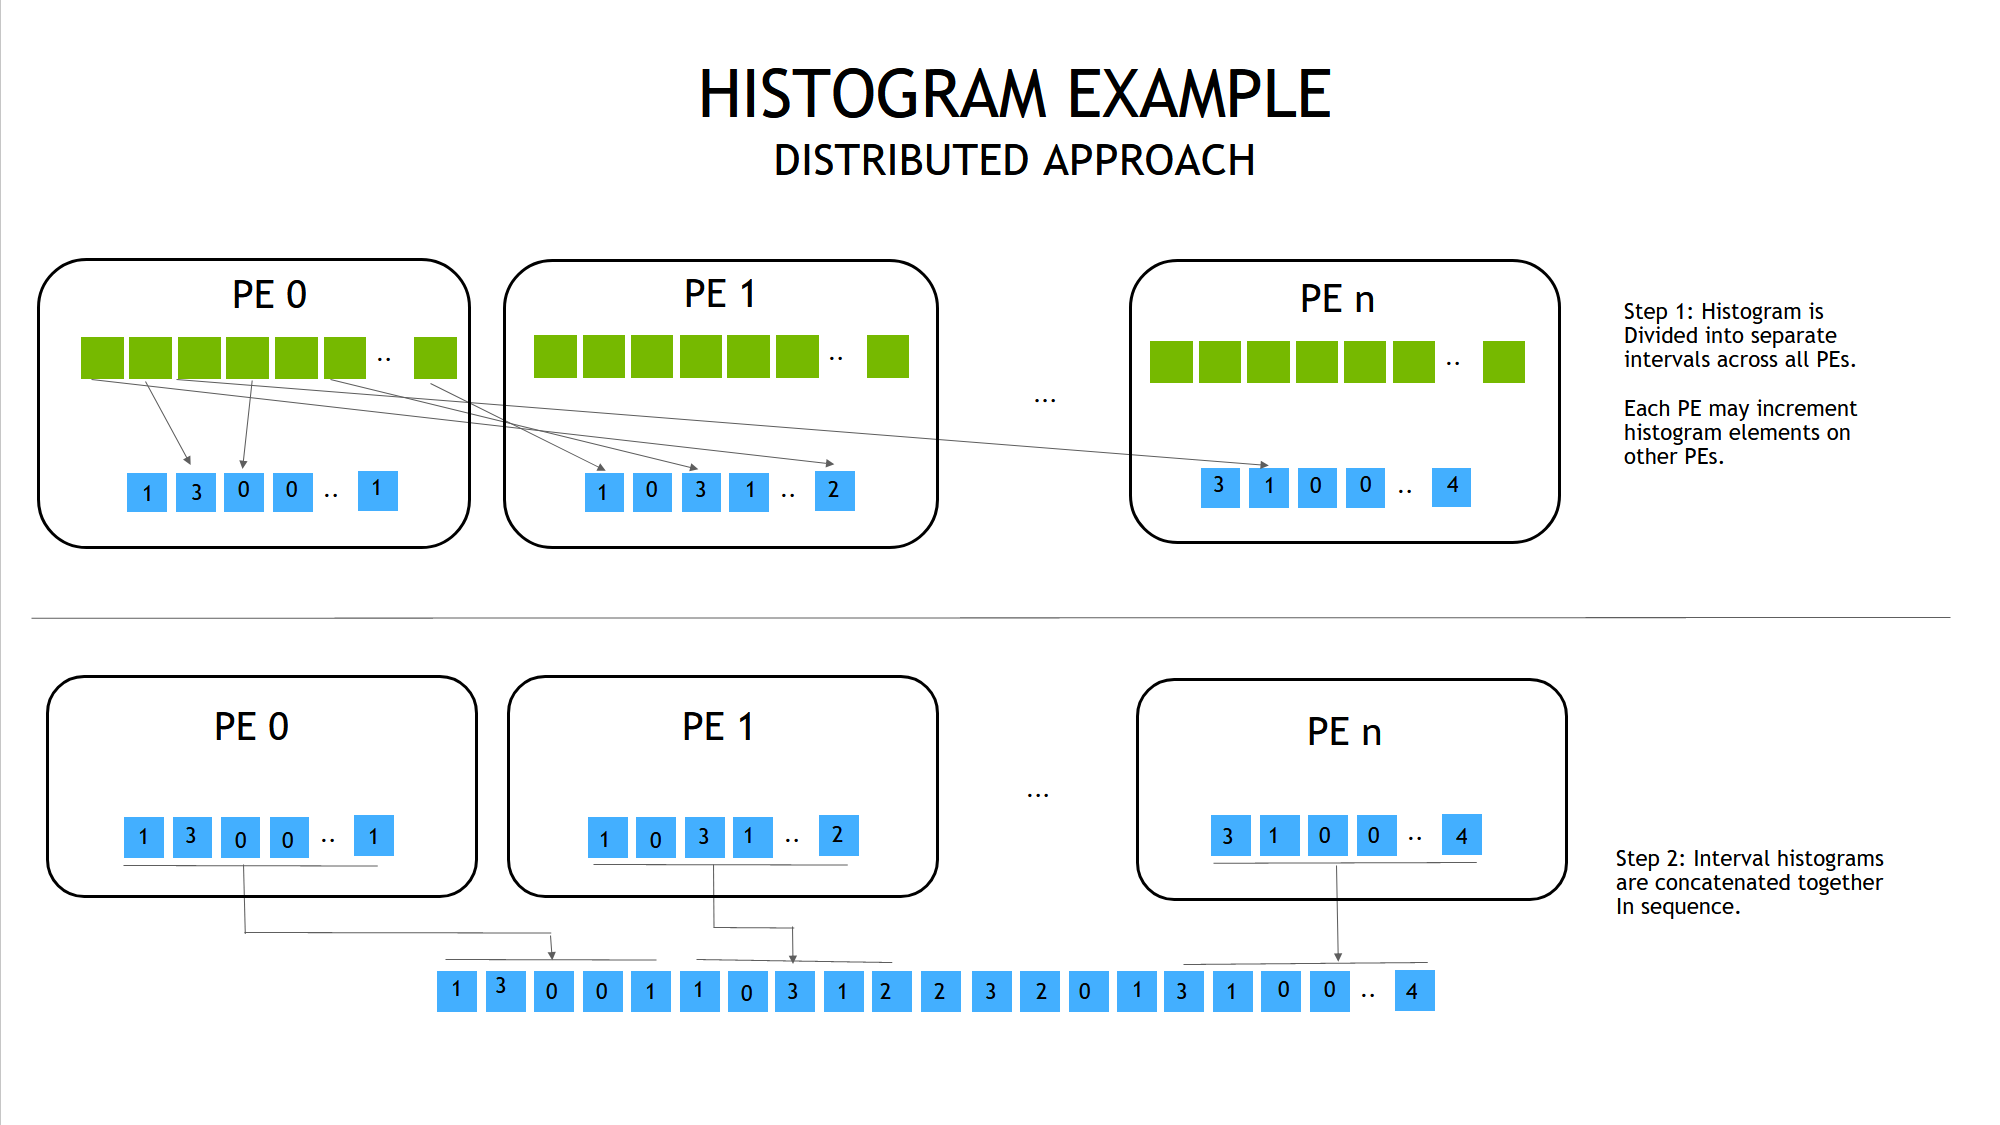 HISTOGRAM EXAMPLE
DISTRIBUTED APPROACH
PE 0
PE 1
PE n
..
..
...
..
1 3 0 0 .. 1
1 0 3 1 .. 2
3 1 0 0 .. 4
Step 1: Histogram is
Divided into separate
intervals across all PEs.
Each PE may increment
histogram elements on
other PEs.
PE 0
PE 1
PE n
...
1 3 0 0 .. 1
1 0 3 1 .. 2
3 1 0 0 .. 4
Step 2: Interval histograms
are concatenated together
In sequence.
1 3 0 0 1 1 0 3 1 2 2 3 2 0 1 3 1 0 0 .. 4